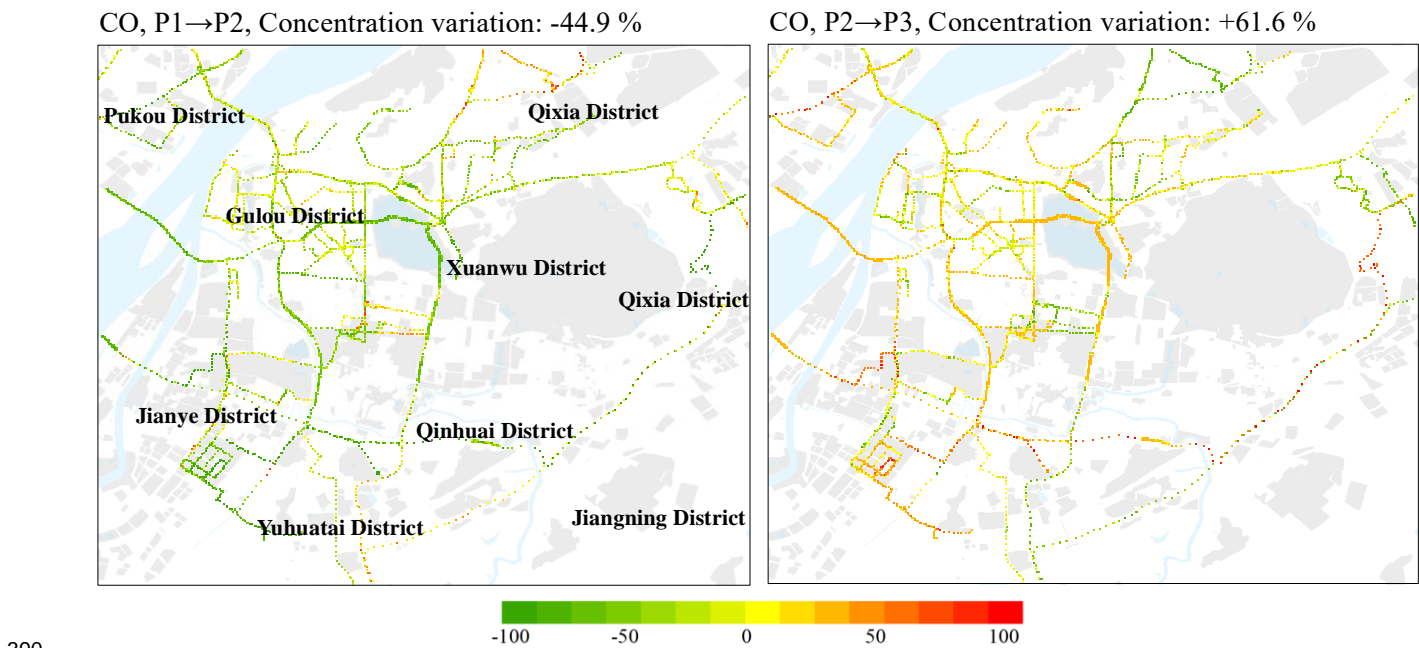 CO, P1→P2, Concentration variation: -44.9 %
CO, P2→P3, Concentration variation: +61.6 %
Pukou District
Qixia District
Gulou District
Xuanwu District
Qixia District
Jianye District
Qinhuai District
Jiangning District
Yuhuatai District
-100 -50 0 50 100